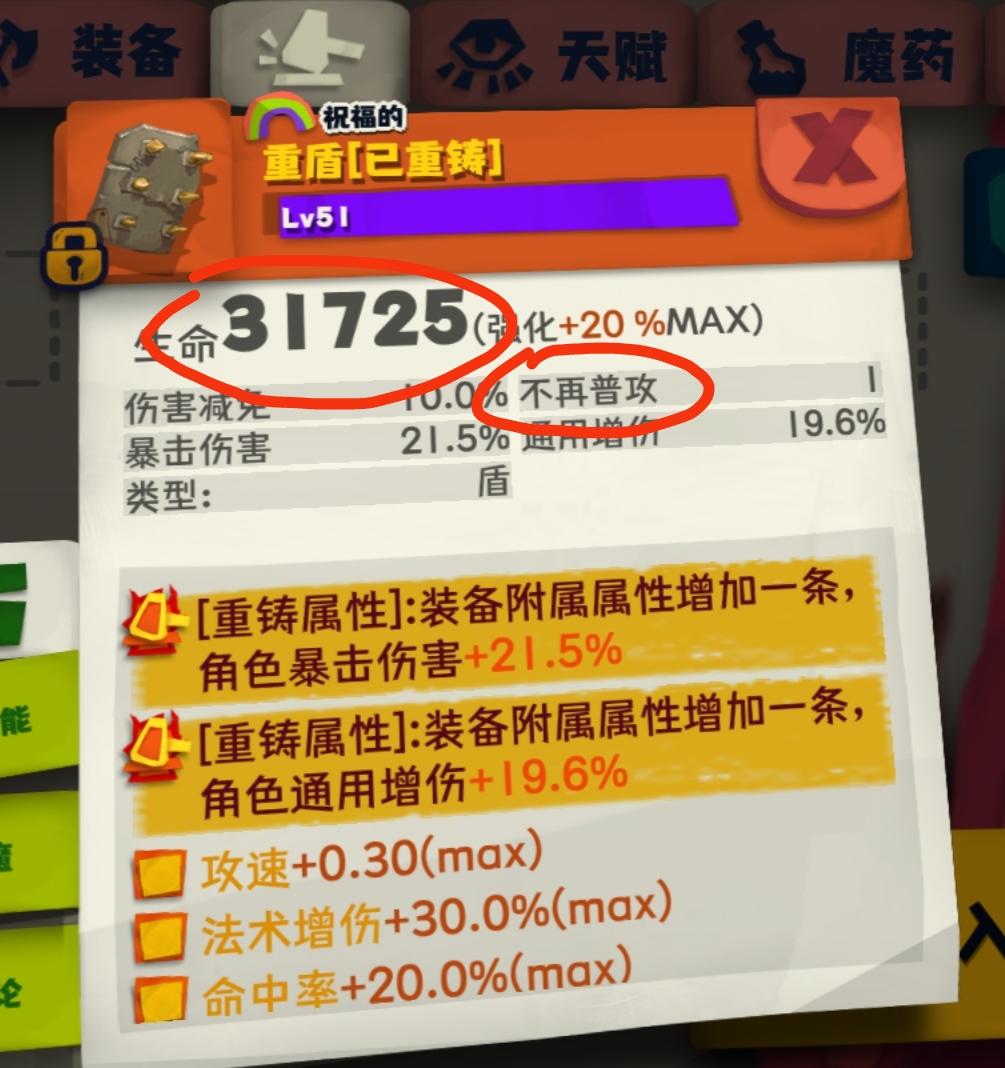 装备
天赋
魔药
祝福的
重盾[已重铸]
Lv51
生命31725(强化+20 %MAX)
伤害减免 10.0% 不再普攻 1
暴击伤害 21.5% 通用增伤 19.6%
类型: 盾
[重铸属性]:装备附属属性增加一条,
角色暴击伤害+21.5%
[重铸属性]:装备附属属性增加一条,
角色通用增伤+19.6%
能
攻速+0.30(max)
法术增伤+30.0%(max)
命中率+20.0%(max)